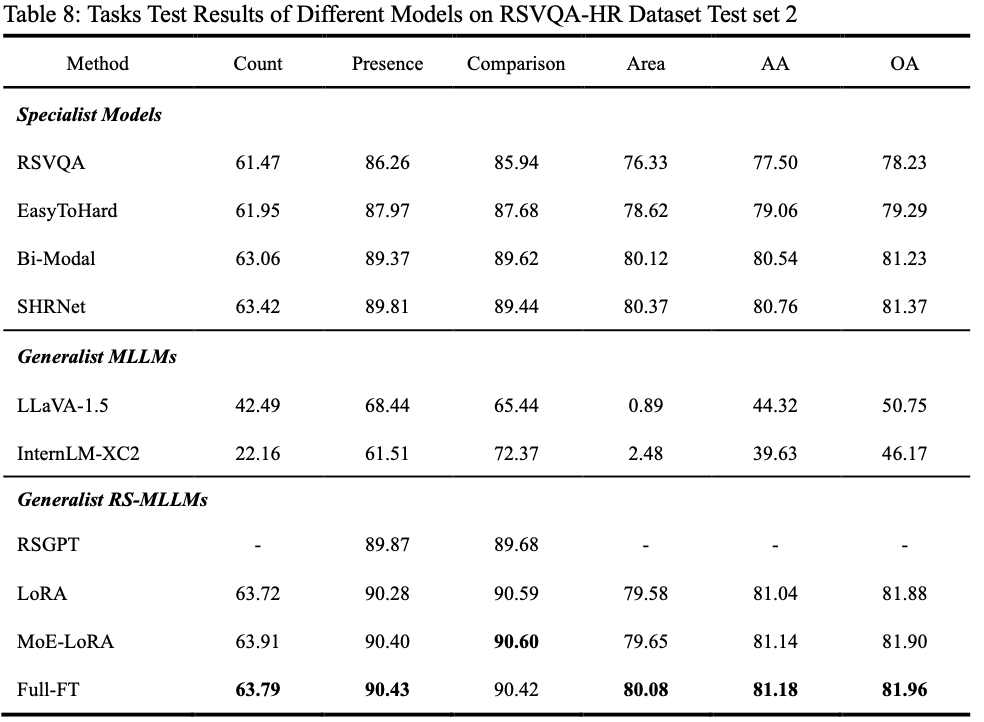 Table 8: Tasks Test Results of Different Models on RSVQA-HR Dataset Test set 2
Method Count Presence Comparison Area AA OA
Specialist Models
RSVQA 61.47 86.26 85.94 76.33 77.50 78.23
EasyToHard 61.95 87.97 87.68 78.62 79.06 79.29
Bi-Modal 63.06 89.37 89.62 80.12 80.54 81.23
SHRNet 63.42 89.81 89.44 80.37 80.76 81.37
Generalist MLLMs
LLaVA-1.5 42.49 68.44 65.44 0.89 44.32 50.75
InternLM-XC2 22.16 61.51 72.37 2.48 39.63 46.17
Generalist RS-MLLMs
RSGPT - 89.87 89.68 - - -
LoRA 63.72 90.28 90.59 79.58 81.04 81.88
MoE-LoRA 63.91 90.40 90.60 79.65 81.14 81.90
Full-FT 63.79 90.43 90.42 80.08 81.18 81.96